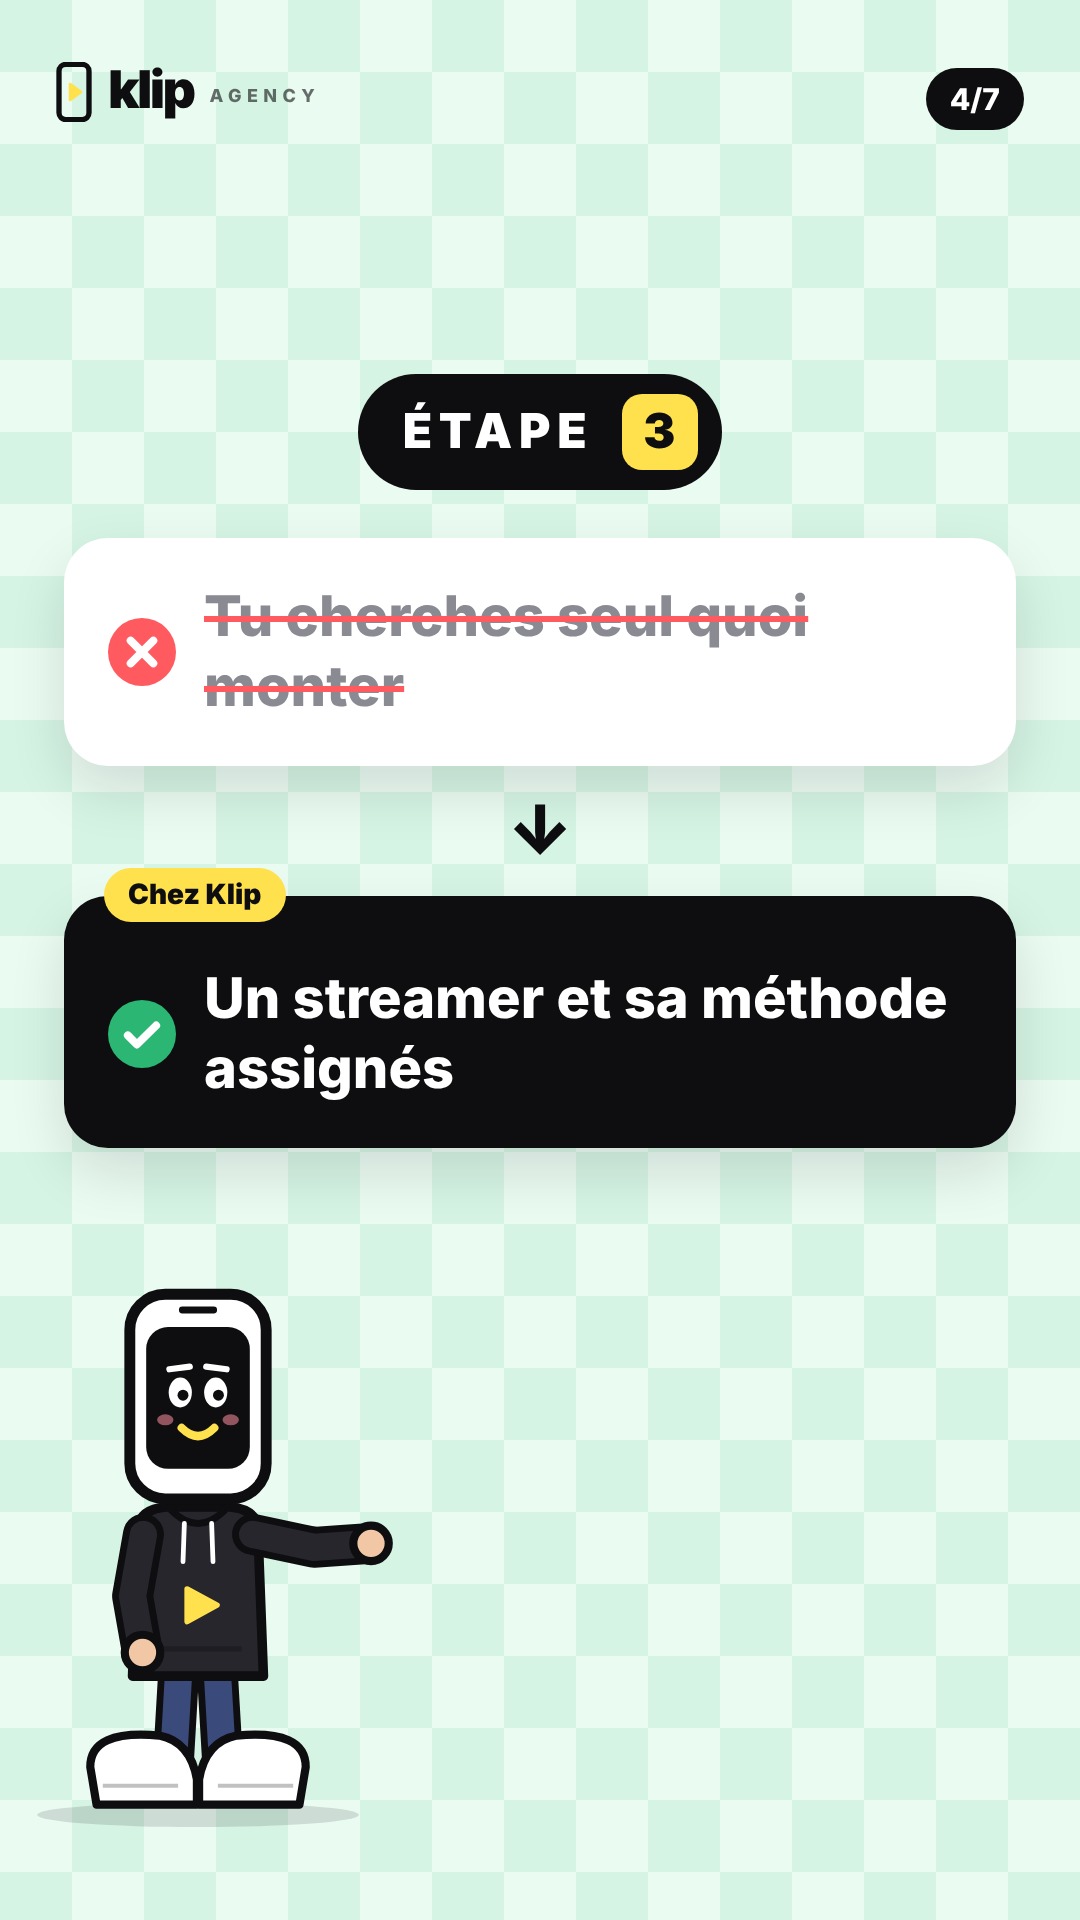 klip AGENCY
4/7
ÉTAPE 3
Tu cherches seul quoi
monter
Chez Klip
Un streamer et sa méthode
assignés